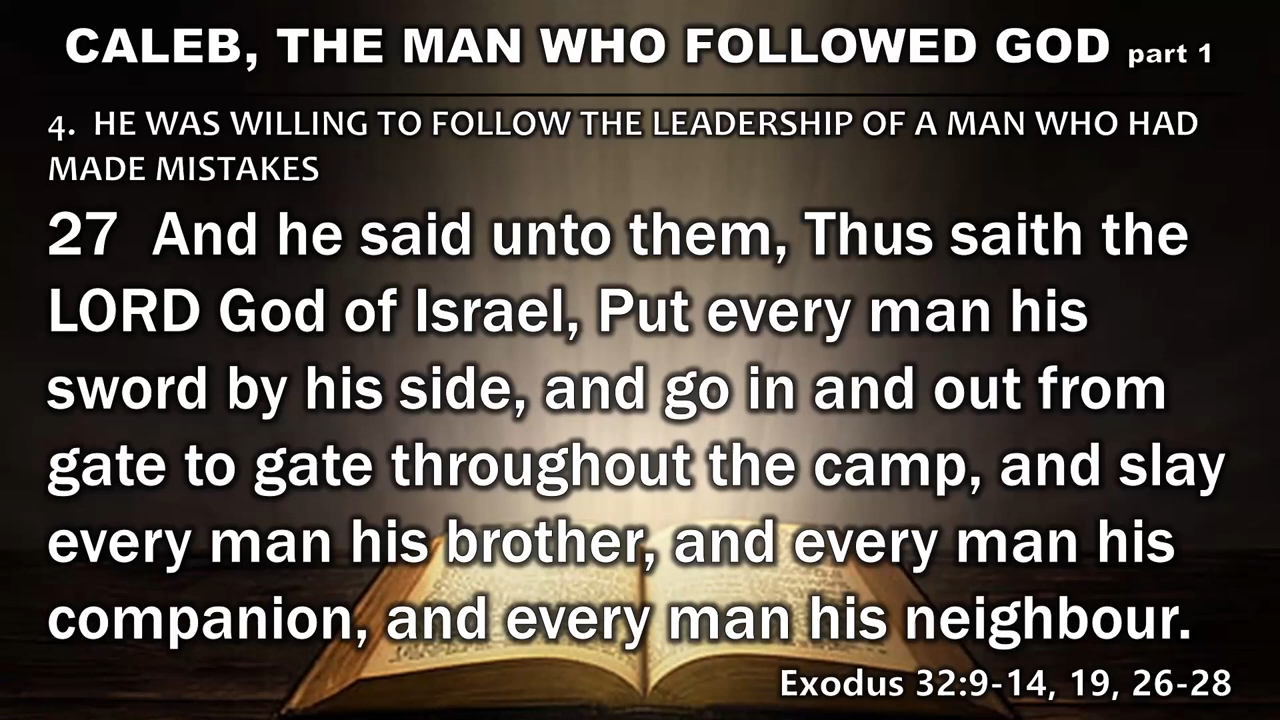 CALEB, THE MAN WHO FOLLOWED GOD part 1
4. HE WAS WILLING TO FOLLOW THE LEADERSHIP OF A MAN WHO HAD
MADE MISTAKES
27 And he said unto them, Thus saith the
LORD God of Israel, Put every man his
sword by his side, and go in and out from
gate to gate throughout the camp, and slay
every man his brother, and every man his
companion, and every man his neighbour.
Exodus 32:9-14, 19, 26-28